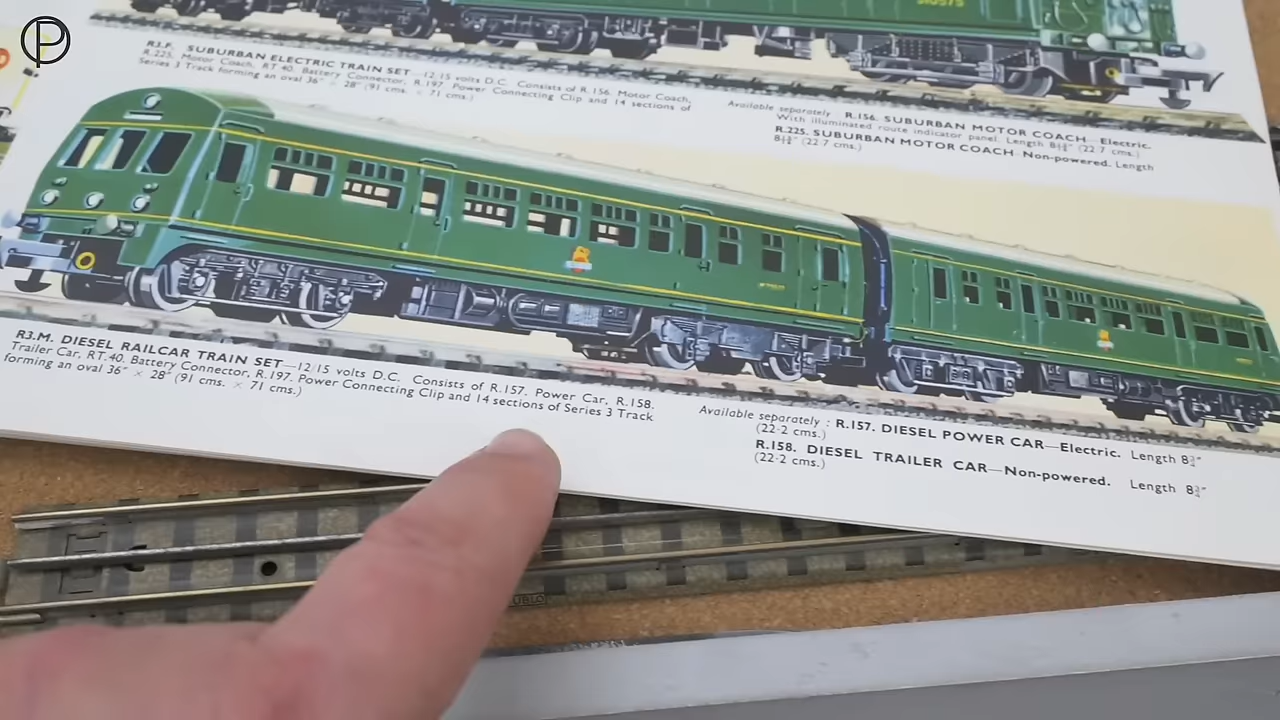 P
S10575
R3.F. SUBURBAN ELECTRIC TRAIN SET—12/15 volts D.C. Consists of R.156. Motor Coach,
R.225. Motor Coach, RT 40. Battery Connector, R.197. Power Connecting Clip and 14 sections of
Series 3 Track forming an oval 36" × 28" (91 cms. × 71 cms.)
Available separately R.156. SUBURBAN MOTOR COACH—Electric.
With illuminated route indicator panel. Length (22.7 cms.)
R.225. SUBURBAN MOTOR COACH—Non-powered. Length
(22.7 cms.)
R3.M. DIESEL RAILCAR TRAIN SET—12/15 volts D.C. Consists of R.157. Power Car, R.158.
Trailer Car, RT.40. Battery Connector, R.197. Power Connecting Clip and 14 sections of Series 3 Track
forming an oval 36" × 28" (91 cms. × 71 cms.)
Available separately : R.157. DIESEL POWER CAR—Electric. Length 8¾"
(22·2 cms.)
R.158. DIESEL TRAILER CAR—Non-powered. Length 8¾"
(22·2 cms.)